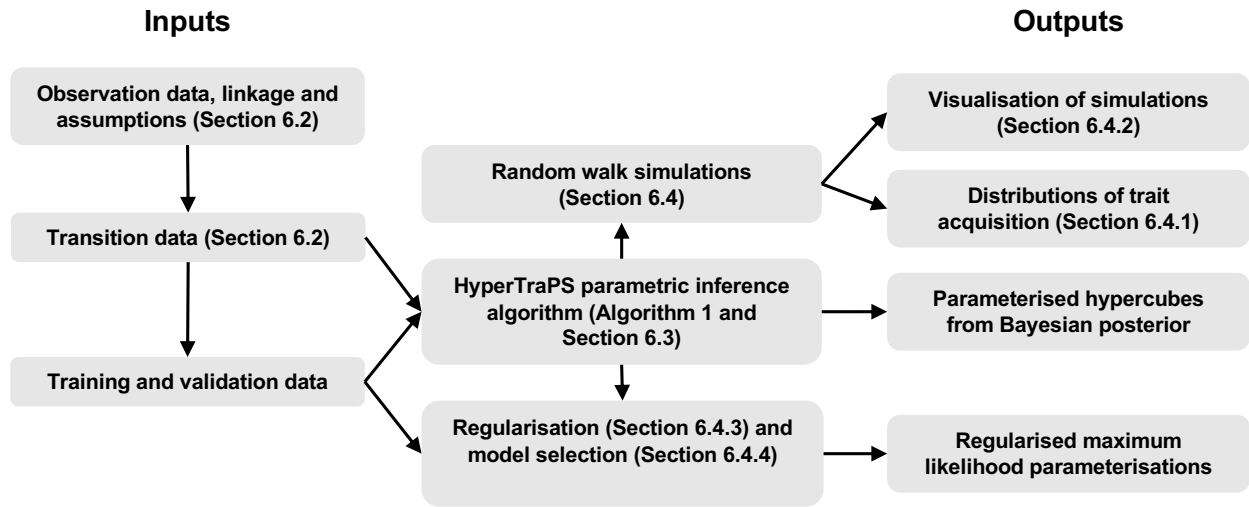 Inputs
Outputs
Observation data, linkage and
assumptions (Section 6.2)
Transition data (Section 6.2)
Training and validation data
Random walk simulations
(Section 6.4)
HyperTraPS parametric inference
algorithm (Algorithm 1 and
Section 6.3)
Regularisation (Section 6.4.3) and
model selection (Section 6.4.4)
Visualisation of simulations
(Section 6.4.2)
Distributions of trait
acquisition (Section 6.4.1)
Parameterised hypercubes
from Bayesian posterior
Regularised maximum
likelihood parameterisations